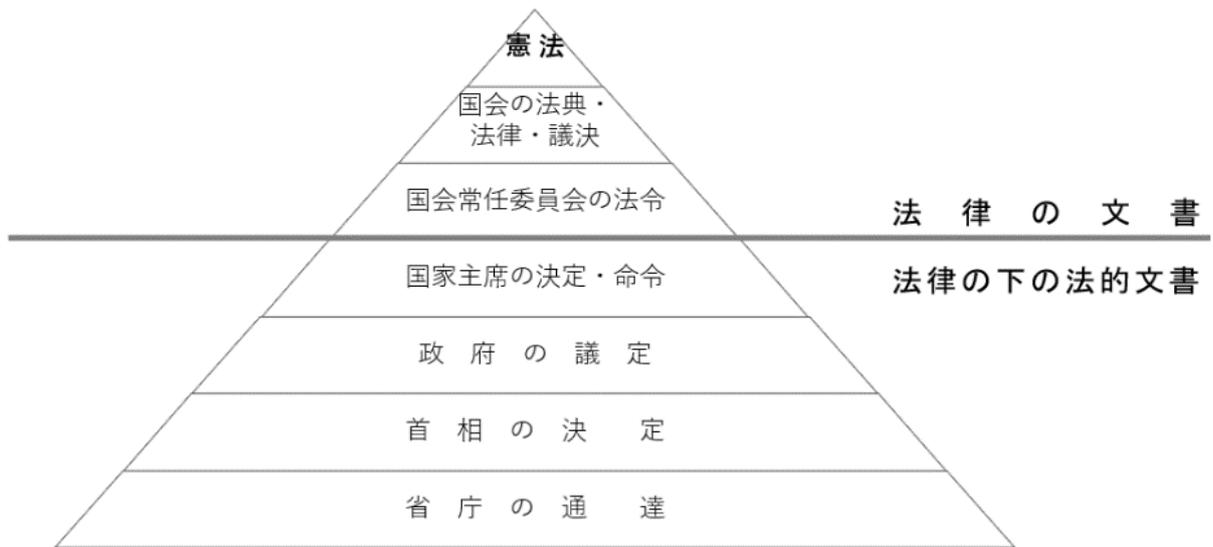 憲法
国会の法典・
法律・議決
国会常任委員会の法令
法律の文書
国家主席の決定・命令
法律の下の法的文書
政府の議定
首相の決定
省庁の通達